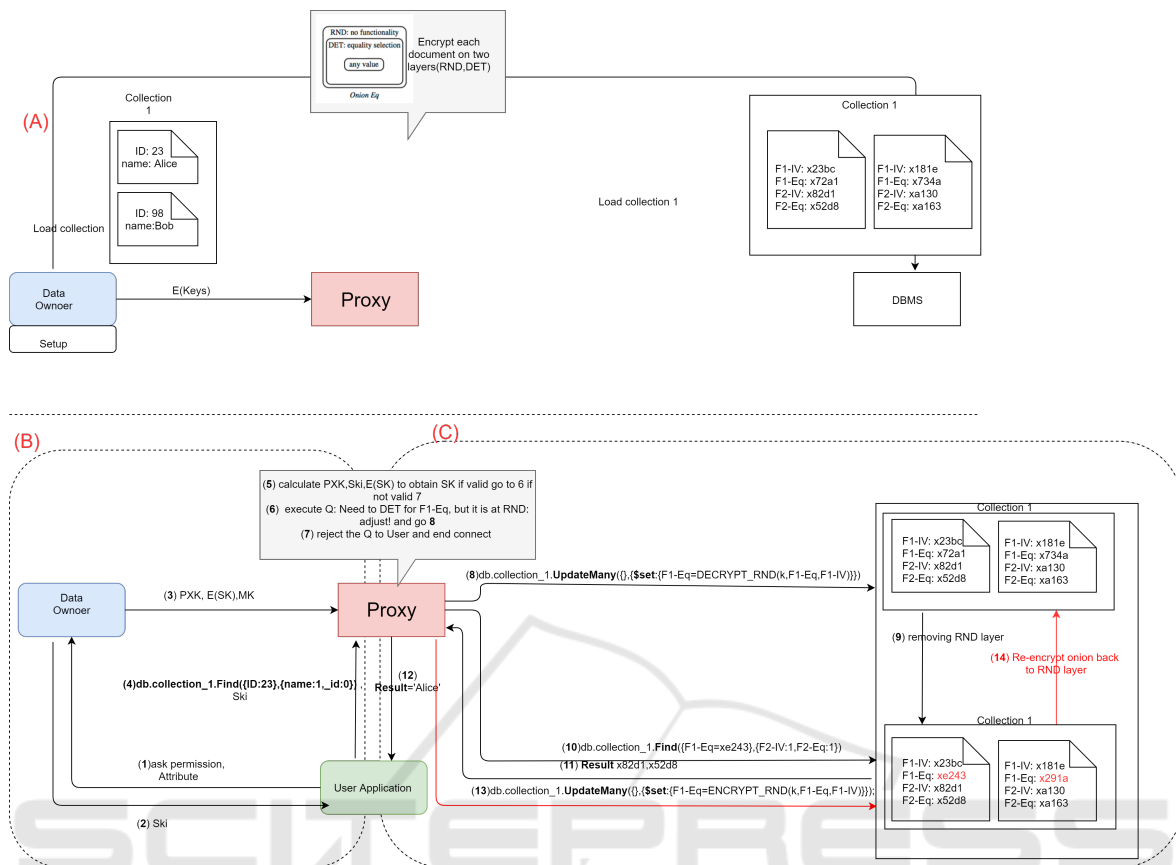 RND: no functionality
DET: equality selection
any value
Onion Eq
Encrypt each
document on two
layers(RND,DET)
(A)
Collection
1
ID: 23
name: Alice
ID: 98
name:Bob
Load collection
Data
Ownoer
Setup
E(Keys)
Proxy
Load collection 1
Collection 1
F1-IV: x23bc
F1-Eq: x72a1
F2-IV: x82d1
F2-Eq: x52d8
F1-IV: x181e
F1-Eq: x734a
F2-IV: xa130
F2-Eq: xa163
DBMS
(B)
(C)
(5) calculate PXK,Ski,E(SK) to obtain SK if valid go to 6 if
not valid 7
(6) execute Q: Need to DET for F1-Eq, but it is at RND:
adjust! and go 8
(7) reject the Q to User and end connect
Data
Ownoer
(3) PXK, E(SK),MK
Proxy
(4)db.collection_1.Find({ID:23},{name:1,_id:0}) ,
Ski
(12)
Result='Alice'
(1)ask permission,
Attribute
User Application
(2) Ski
(8)db.collection_1.UpdateMany({},{$set:{F1-Eq=DECRYPT_RND(k,F1-Eq,F1-IV)}})
Collection 1
F1-IV: x23bc
F1-Eq: x72a1
F2-IV: x82d1
F2-Eq: x52d8
F1-IV: x181e
F1-Eq: x734a
F2-IV: xa130
F2-Eq: xa163
(9) removing RND layer
(14) Re-encrypt onion back
to RND layer
(10)db.collection_1.Find({F1-Eq=xe243},{F2-IV:1,F2-Eq:1})
(11) Result x82d1,x52d8
(13)db.collection_1.UpdateMany({},{$set:{F1-Eq=ENCRYPT_RND(k,F1-Eq,F1-IV)}});
Collection 1
F1-IV: x23bc
F1-Eq: xe243
F2-IV: x82d1
F2-Eq: x52d8
F1-IV: x181e
F1-Eq: x291a
F2-IV: xa130
F2-Eq: xa163
SCITEPRESS